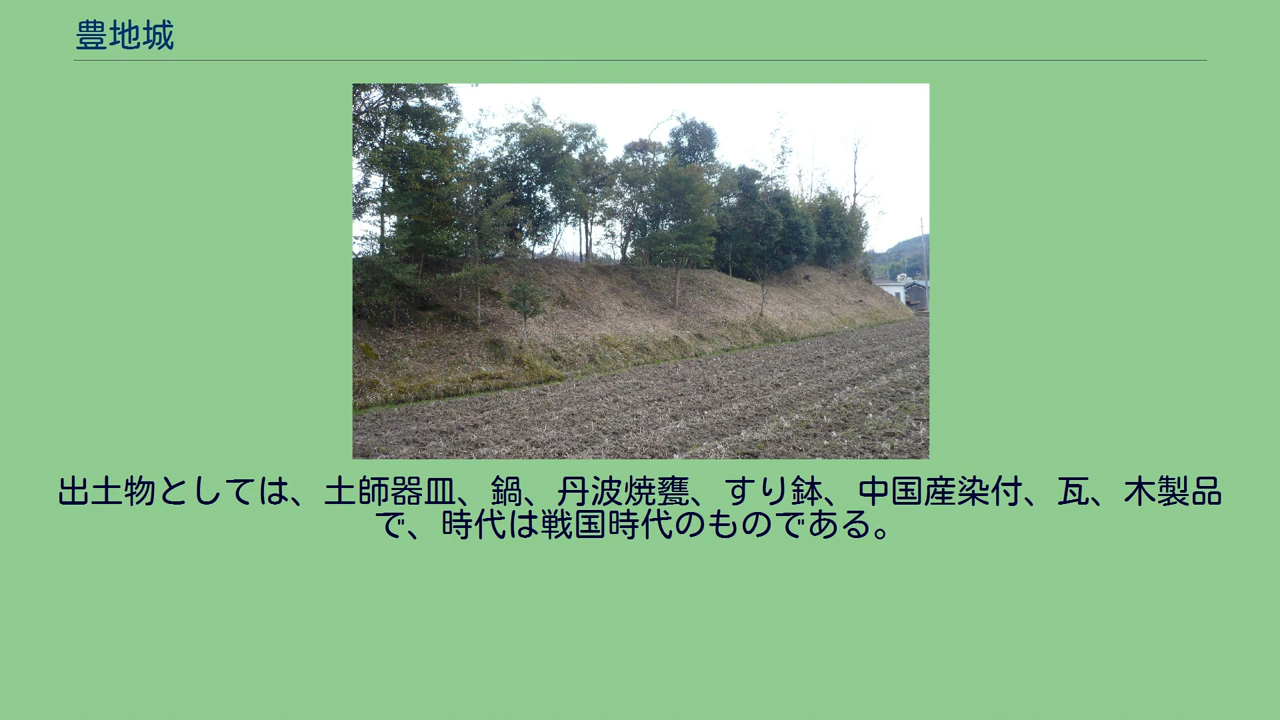 豊地城
出土物としては、土師器皿、鍋、丹波焼甕、すり鉢、中国産染付、瓦、木製品
で、時代は戦国時代のものである。